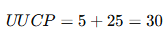 UUCP = 5 + 25 = 30